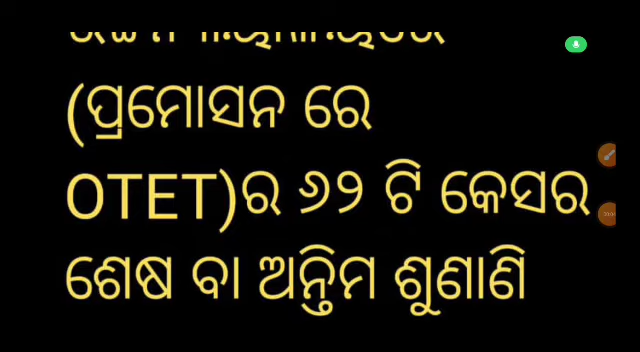 (ପ୍ରମୋସନ ରେ
OTET)ର ୬୨ ଟି କେସର
ଶେଷ ବା ଅନ୍ତିମ ଶୁଣାଣି